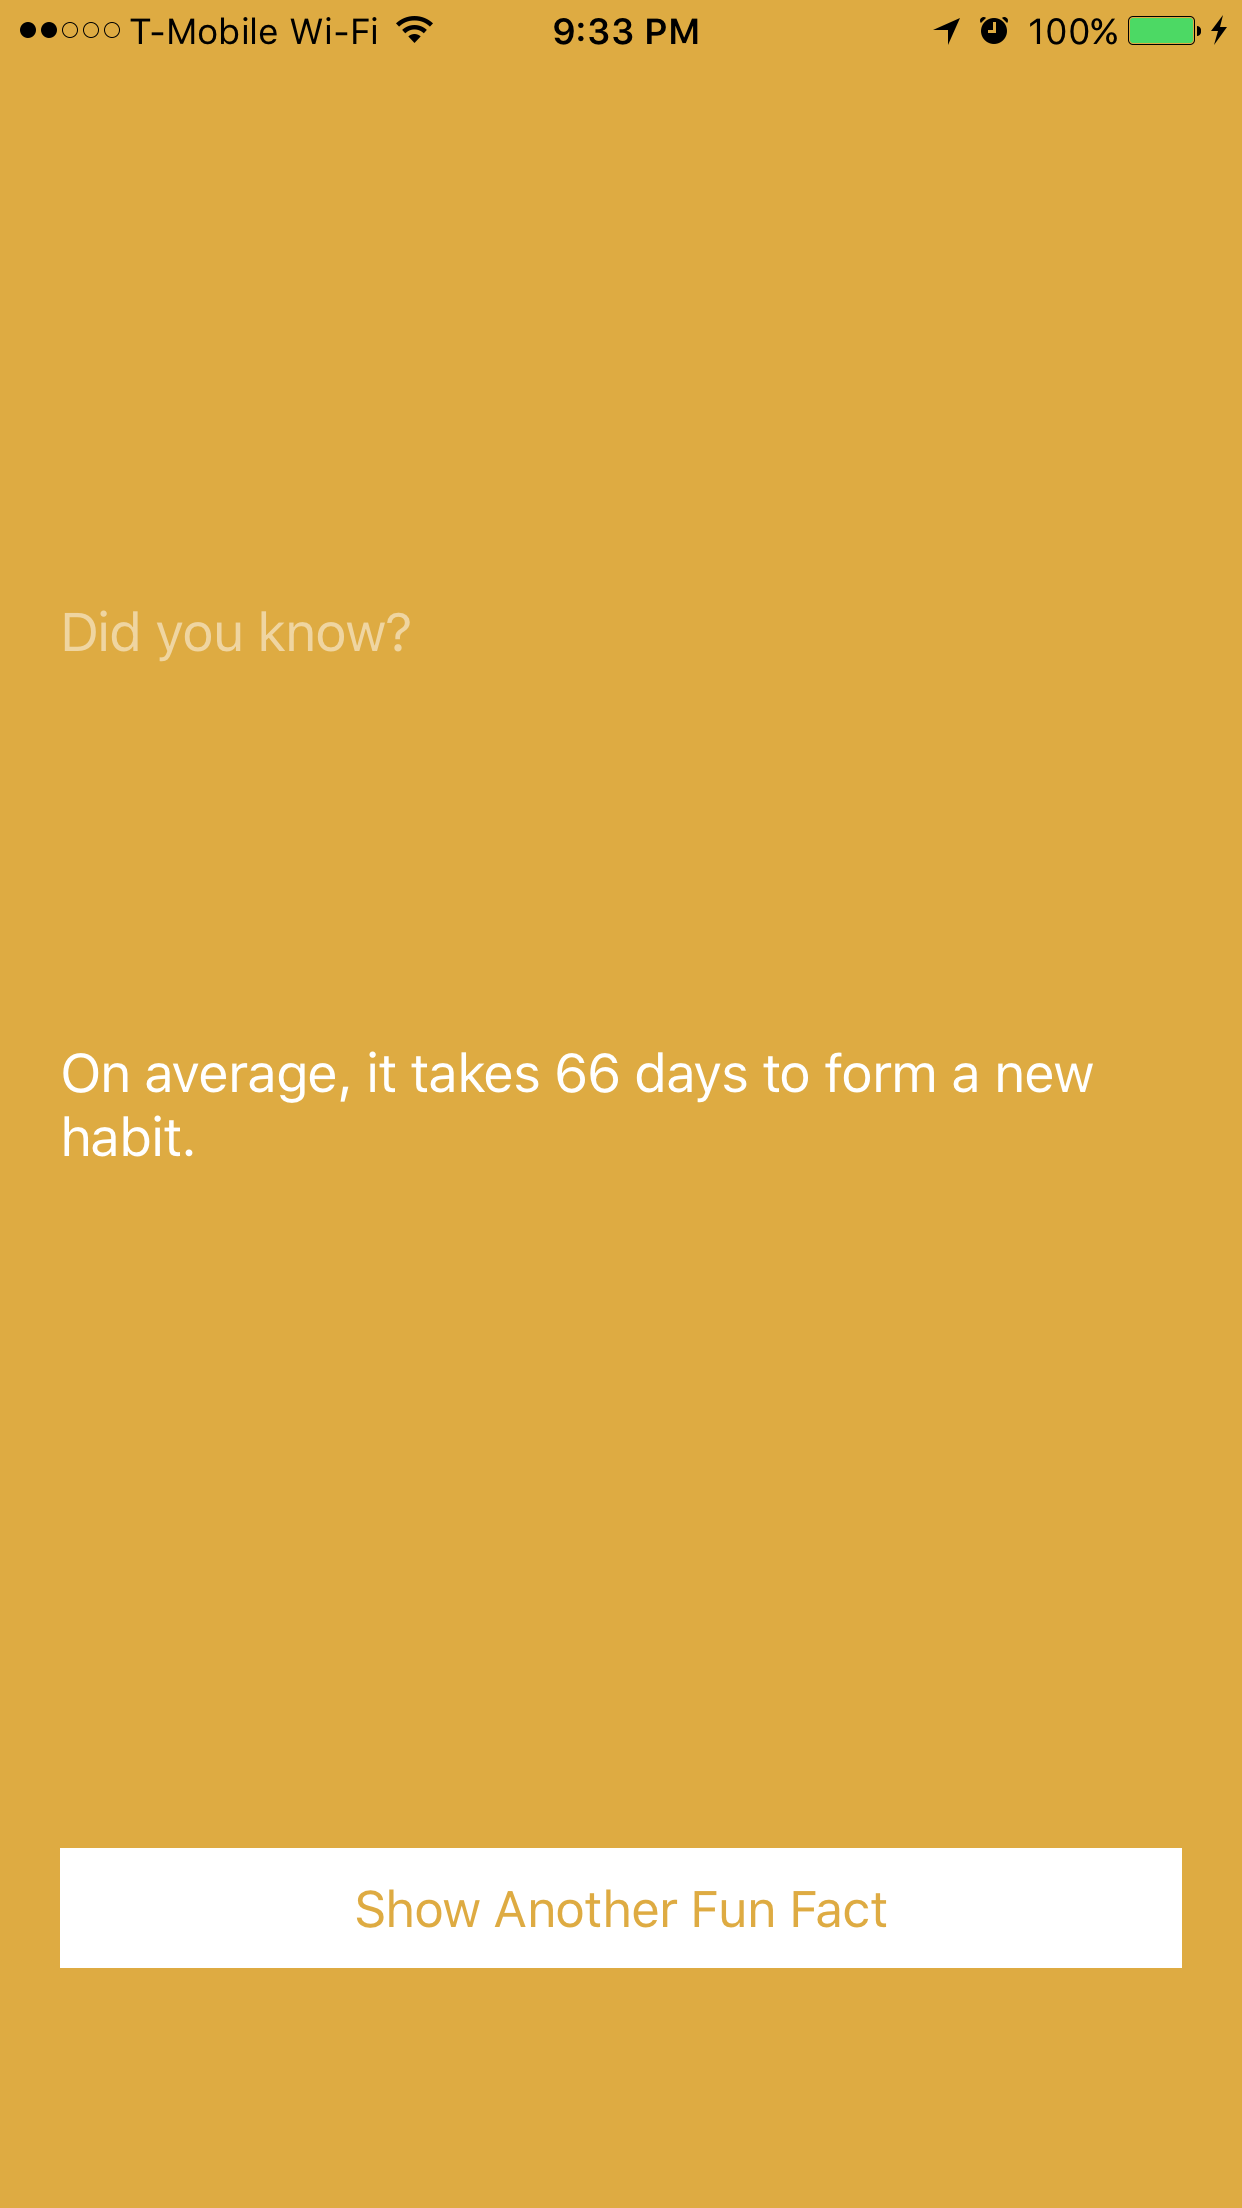 T-Mobile Wi-Fi 9:33 PM 100%
Did you know?
On average, it takes 66 days to form a new
habit.
Show Another Fun Fact